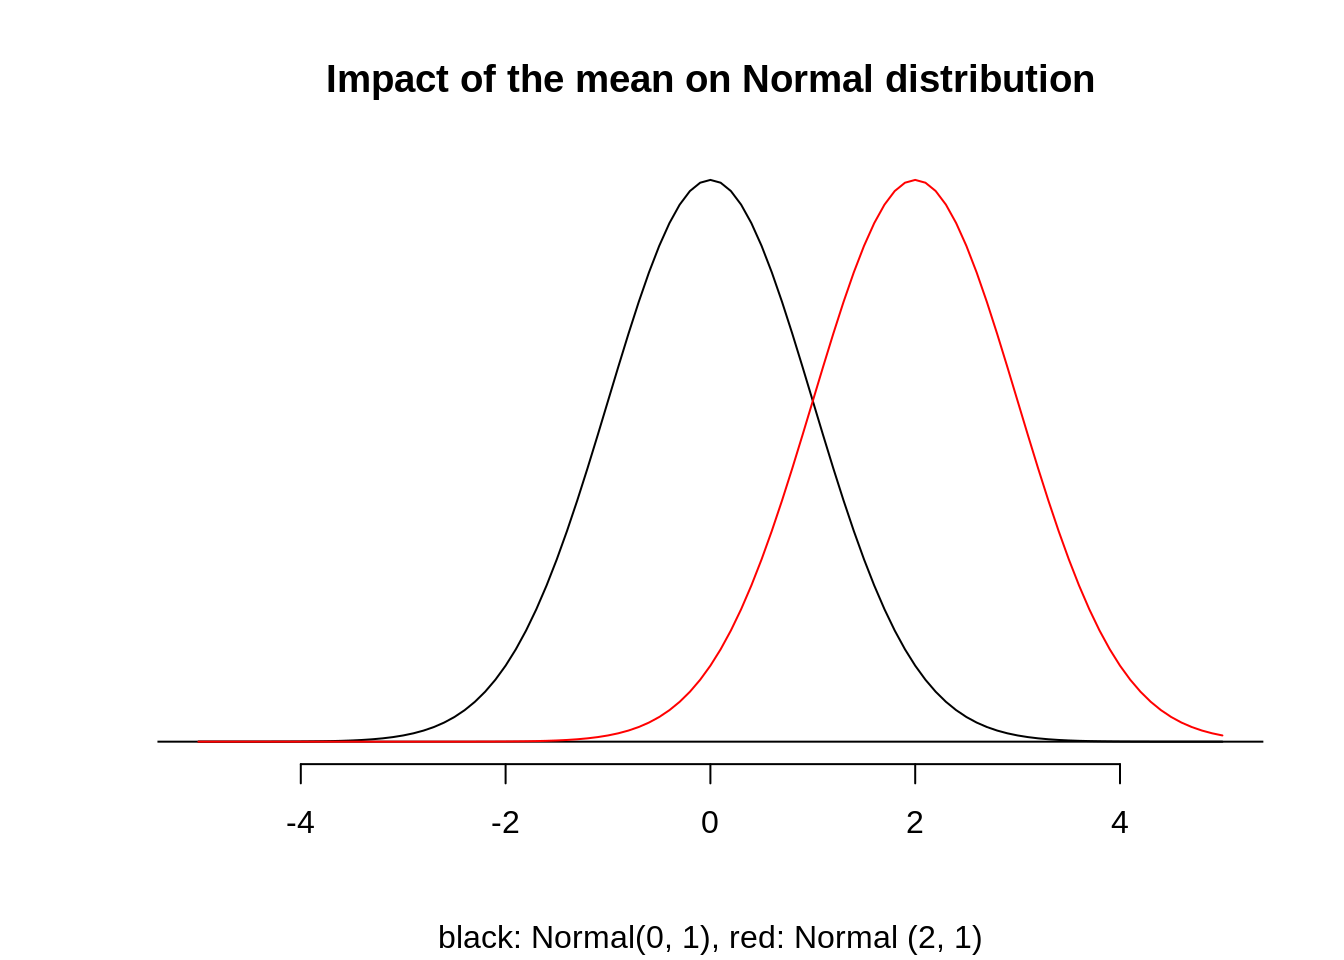 Impact of the mean on Normal distribution
-4 -2 0 2 4
black: Normal(0, 1), red: Normal (2, 1)